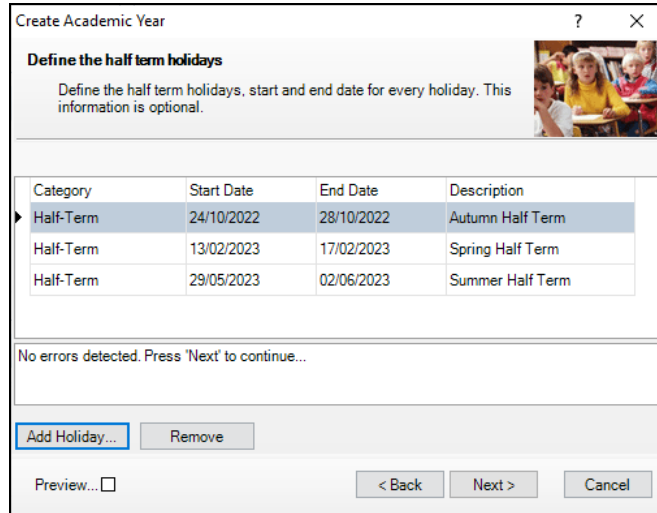 Create Academic Year ?
Define the half term holidays
Define the half term holidays, start and end date for every holiday. This
information is optional.
Category Start Date End Date Description
Half-Term 24/10/2022 28/10/2022 Autumn Half Term
Half-Term 13/02/2023 17/02/2023 Spring Half Term
Half-Term 29/05/2023 02/06/2023 Summer Half Term
No errors detected. Press 'Next' to continue...
Add Holiday... Remove
Preview... < Back Next > Cancel